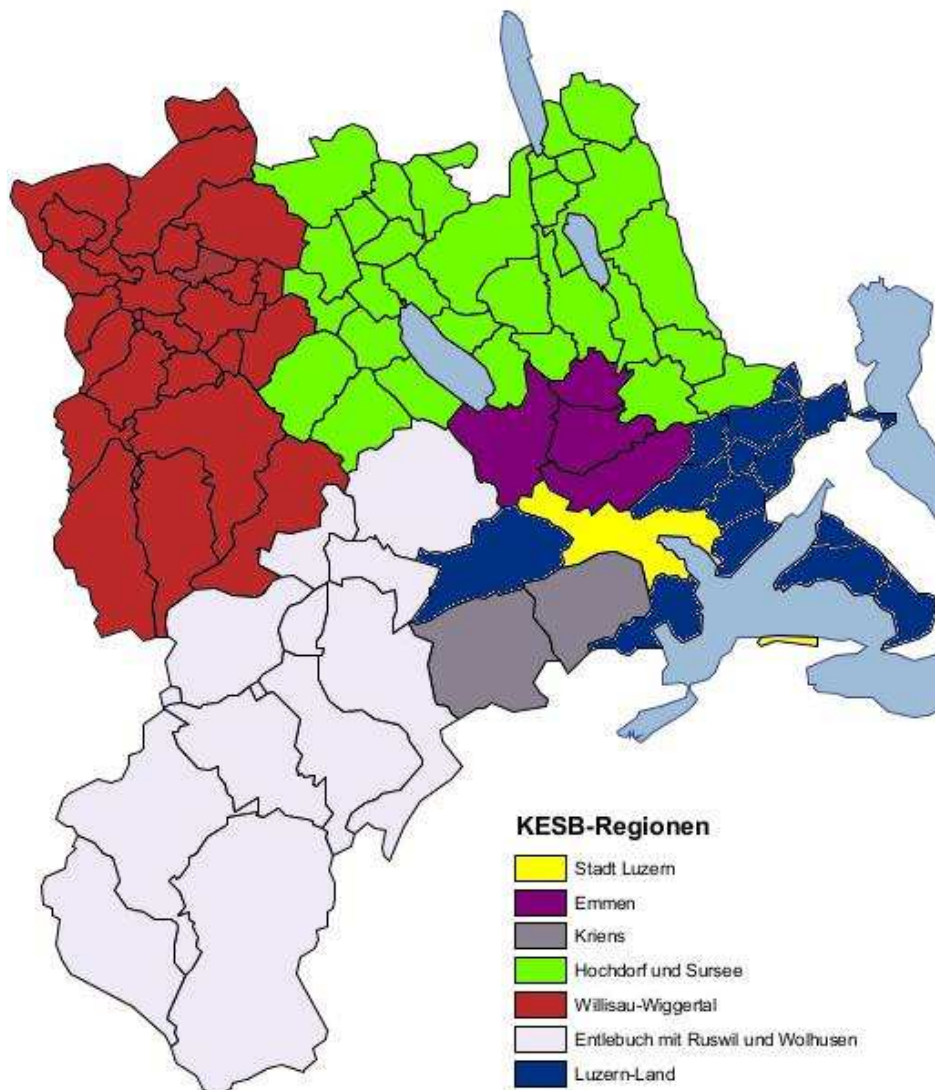 KESB-Regionen
Stadt Luzern
Emmen
Kriens
Hochdorf und Sursee
Willisau-Wiggertal
Entlebuch mit Ruswil und Wolhusen
Luzern-Land